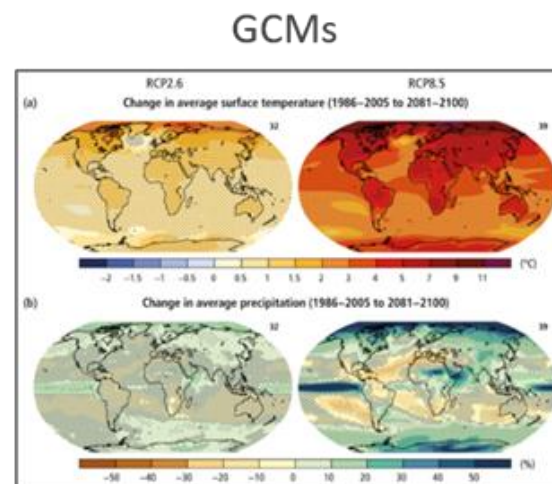 GCMs
RCP2.6 RCP8.5
(a) Change in average surface temperature (1986–2005 to 2081–2100)
32 39
−2 −1.5 −1 −0.5 0 0.5 1 1.5 2 3 4 5 7 9 11 (°C)
(b) Change in average precipitation (1986–2005 to 2081–2100)
32 39
−50 −40 −30 −20 −10 0 10 20 30 40 50 (%)